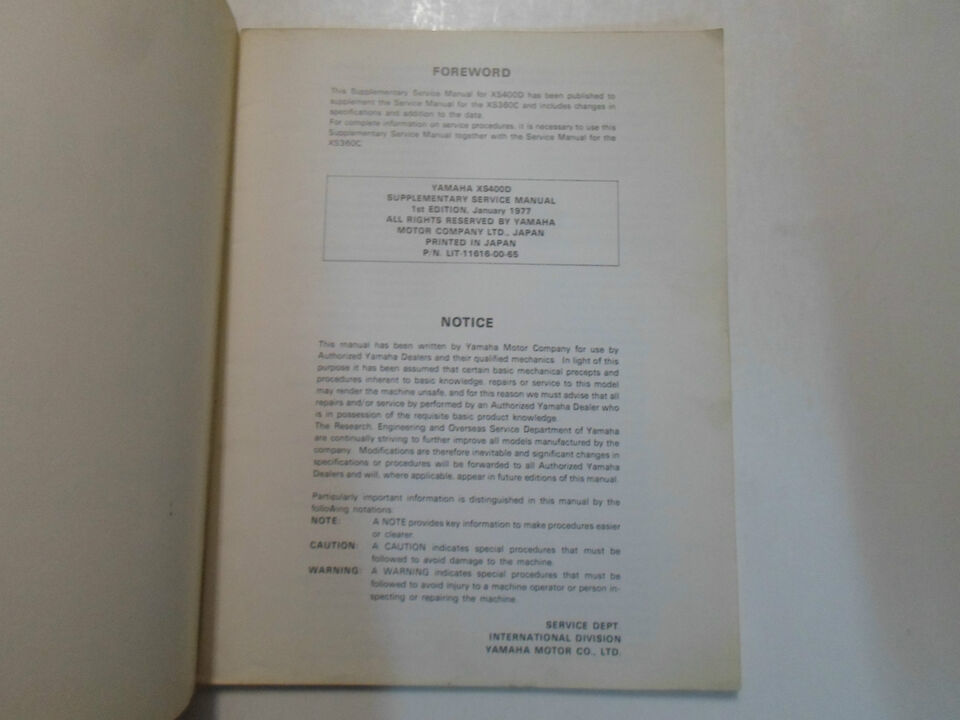 FOREWORD
This Supplementary Service Manual for XS400D has been published to
supplement the Service Manual for the XS360C and includes changes in
specifications and addition to the data.
For complete information on service procedures, it is necessary to use this
Supplementary Service Manual together with the Service Manual for the
XS360C
YAMAHA XS400D
SUPPLEMENTARY SERVICE MANUAL
1st EDITION, January 1977
ALL RIGHTS RESERVED BY YAMAHA
MOTOR COMPANY LTD., JAPAN
PRINTED IN JAPAN
P/N. LIT-11616-00-65
NOTICE
This manual has been written by Yamaha Motor Company for use by
Authorized Yamaha Dealers and their qualified mechanics. In light of this
purpose it has been assumed that certain basic mechanical precepts and
procedures inherent to basic knowledge, repairs or service to this model
may render the machine unsafe, and for this reason we must advise that all
repairs and/or service by performed by an Authorized Yamaha Dealer who
is in possession of the requisite basic product knowledge.
The Research, Engineering and Overseas Service Department of Yamaha
are continually striving to further improve all models manufactured by the
company. Modifications are therefore inevitable and significant changes in
specifications or procedures will be forwarded to all Authorized Yamaha
Dealers and will, where applicable, appear in future editions of this manual.
Particularly important information is distinguished in this manual by the
following notations:
NOTE: A NOTE provides key information to make procedures easier
or clearer.
CAUTION: A CAUTION indicates special procedures that must be
followed to avoid damage to the machine.
WARNING: A WARNING indicates special procedures that must be
followed to avoid injury to a machine operator or person in-
specting or repairing the machine.
SERVICE DEPT.
INTERNATIONAL DIVISION
YAMAHA MOTOR CO., LTD.